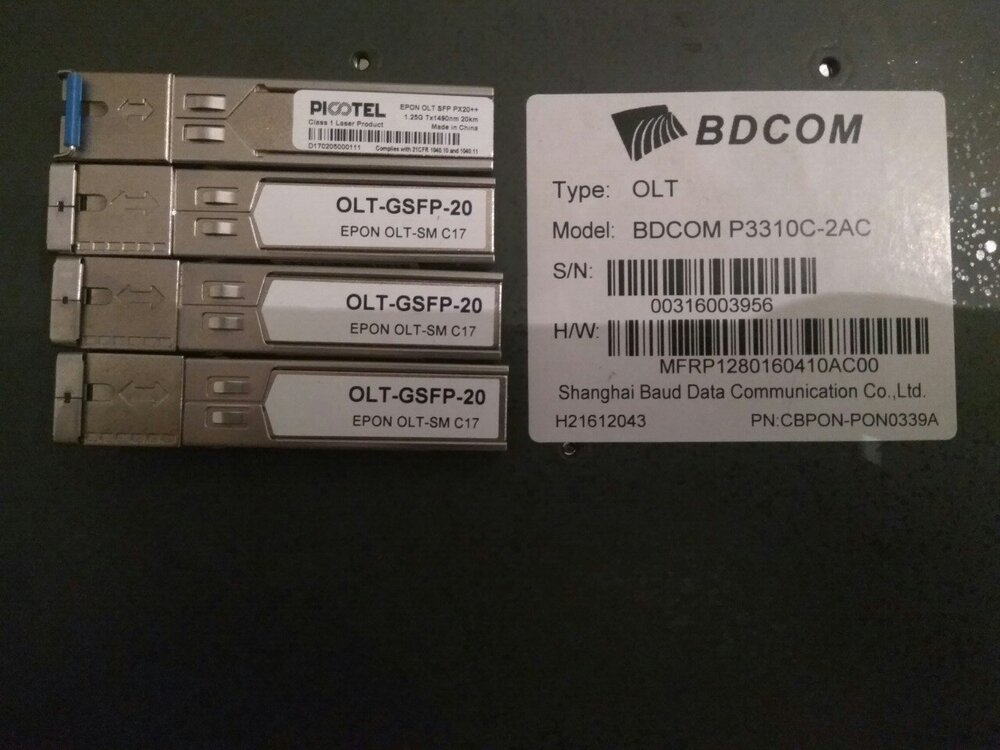 PICOTEL
EPON OLT SFP PX20++
1.25G Tx1490nm 20km
Class 1 Laser Product
Made in China
D170205000111
Complies with 21CFR 1040.10 and 1040.11
OLT-GSFP-20
EPON OLT-SM C17
OLT-GSFP-20
EPON OLT-SM C17
OLT-GSFP-20
EPON OLT-SM C17
BDCOM
Type: OLT
Model: BDCOM P3310C-2AC
S/N:
00316003956
H/W:
MFRP1280160410AC00
Shanghai Baud Data Communication Co.,Ltd.
H21612043 PN:CBPON-PON0339A